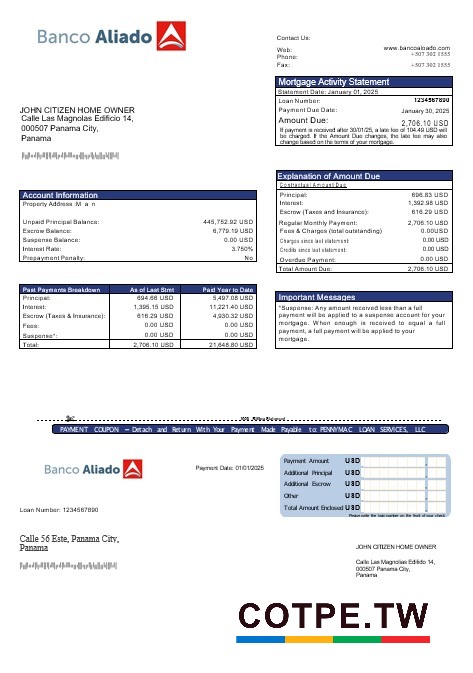 Banco Aliado
Contact Us:
Web: www.bancoaloado.com
Phone: +507 302 1555
Fax: +507 302 1555
Mortgage Activity Statement
Statement Date: January 01, 2025
Loan Number: 1234567890
Payment Due Date: January 30, 2025
Amount Due: 2,706.10 USD
If payment is received after 30/01/25, a late fee of 104.49 USD will
be charged. If the Amount Due changes, the late fee may also
change based on the terms of your mortgage.
JOHN CITIZEN HOME OWNER
Calle Las Magnolias Edificio 14,
000507 Panama City,
Panama
Explanation of Amount Due
Contractual Amount Due
Principal: 696.83 USD
Interest: 1,392.98 USD
Escrow (Taxes and Insurance): 616.29 USD
Regular Monthly Payment: 2,706.10 USD
Fees & Charges (total outstanding) 0.00USD
Charges since last statement: 0.00 USD
Credits since last statement: 0.00 USD
Overdue Payment: 0.00 USD
Total Amount Due: 2,706.10 USD
Account Information
Property Address: M a n
Unpaid Principal Balance: 445,752.92 USD
Escrow Balance: 6,779.19 USD
Suspense Balance: 0.00 USD
Interest Rate: 3.750%
Prepayment Penalty: No
Past Payments Breakdown As of Last Stmt Paid Year to Date
Principal: 694.66 USD 5,497.08 USD
Interest: 1,395.15 USD 11,221.40 USD
Escrow (Taxes & Insurance): 616.29 USD 4,930.32 USD
Fees: 0.00 USD 0.00 USD
Suspense*: 0.00 USD 0.00 USD
Total: 2,706.10 USD 21,648.80 USD
Important Messages
*Suspense: Any amount received less than a full
payment will be applied to a suspense account for your
mortgage. When enough is received to equal a full
payment, a full payment will be applied to your
mortgage.
PAYMENT COUPON — Detach and Return With Your Payment Made Payable to: PENNYMAC LOAN SERVICES, LLC
Banco Aliado
Payment Date: 01/01/2025
Payment Amount USD
Additional Principal USD
Additional Escrow USD
Other USD
Total Amount Enclosed USD
Please write the loan number on the front of your check.
Loan Number: 1234567890
Calle 56 Este, Panama City,
Panama
JOHN CITIZEN HOME OWNER
Calle Las Magnolias Edifido 14,
000507 Panama City,
Panama
COTPE.TW